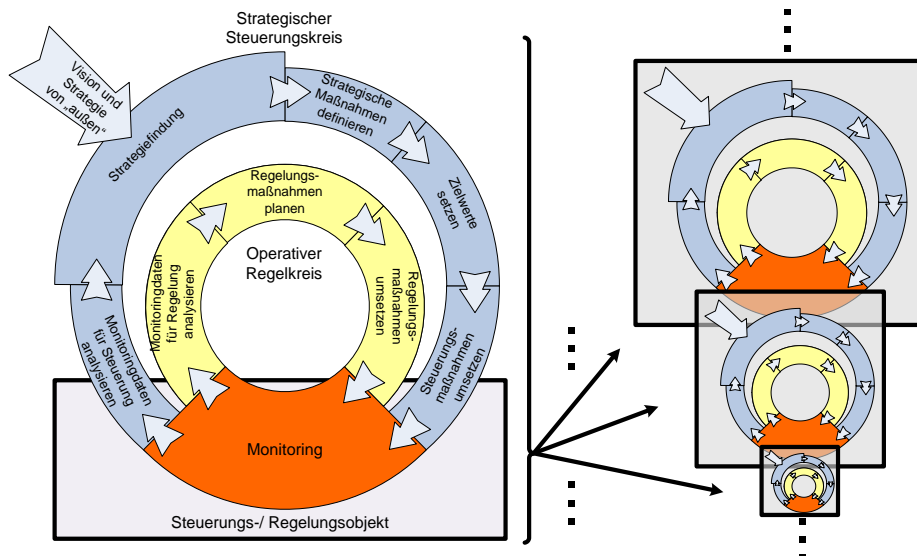 Strategischer
Steuerungskreis
Vision und
Strategie
von „außen“
Strategiefindung
Strategische
Maßnahmen
definieren
Zielwerte
setzen
Steuerungs-
maßnahmen
umsetzen
Monitoringdaten
für Steuerung
analysieren
Regelungs-
maßnahmen
planen
Operativer
Regelkreis
Monitoringdaten
für Regelung
analysieren
Regelungs-
maßnahmen
umsetzen
Monitoring
Steuerungs-/ Regelungsobjekt